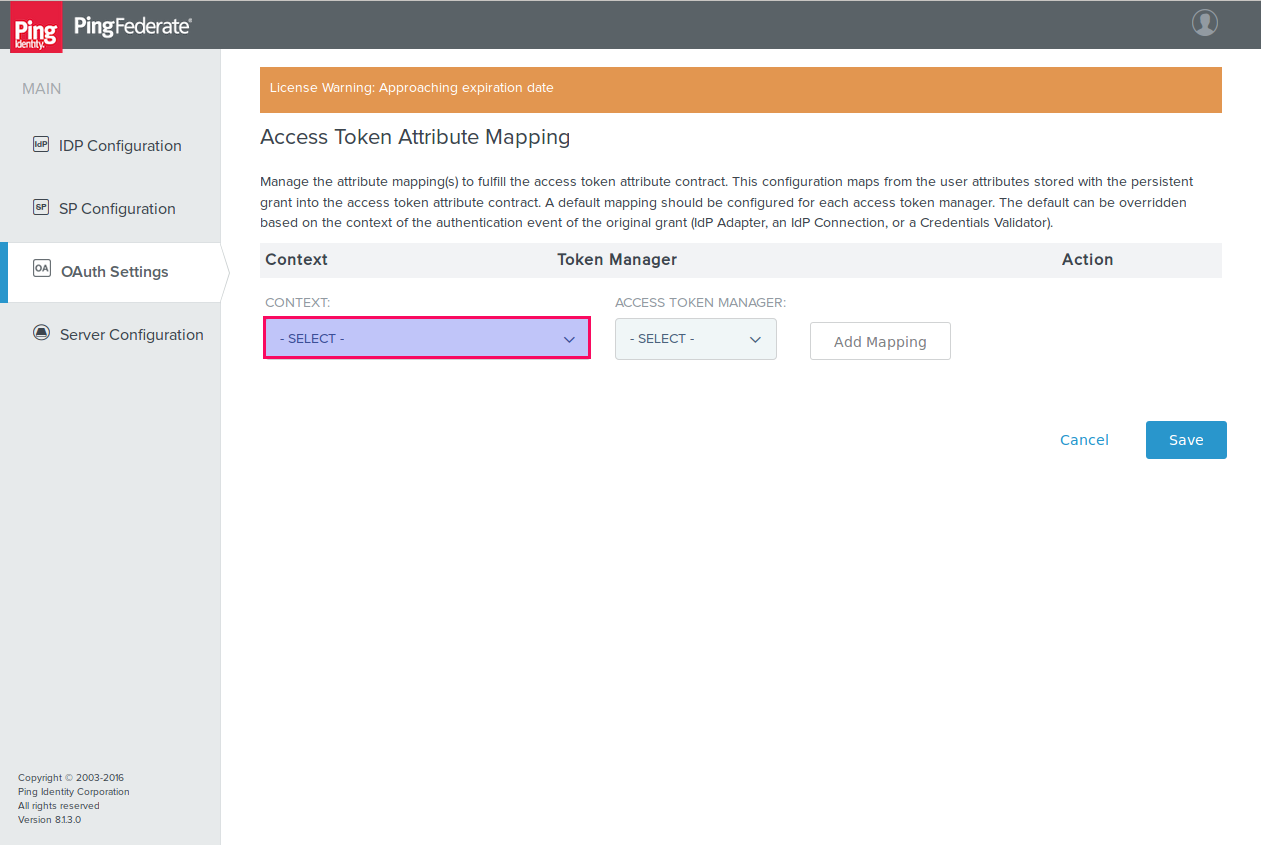 Ping
Identity.
PingFederate®
MAIN
IdP
IDP Configuration
SP
SP Configuration
OA
OAuth Settings
Server Configuration
Copyright © 2003-2016
Ping Identity Corporation
All rights reserved
Version 8.1.3.0
License Warning: Approaching expiration date
Access Token Attribute Mapping
Manage the attribute mapping(s) to fulfill the access token attribute contract. This configuration maps from the user attributes stored with the persistent
grant into the access token attribute contract. A default mapping should be configured for each access token manager. The default can be overridden
based on the context of the authentication event of the original grant (IdP Adapter, an IdP Connection, or a Credentials Validator).
Context Token Manager Action
CONTEXT: ACCESS TOKEN MANAGER:
- SELECT - - SELECT - Add Mapping
Cancel Save